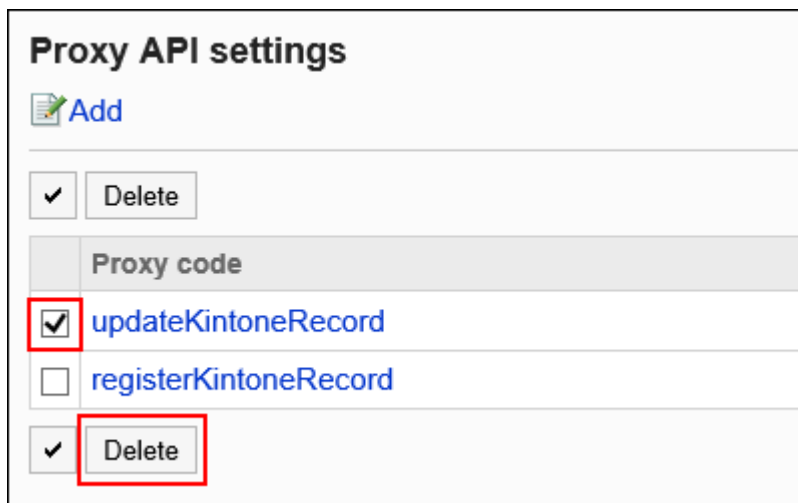 Proxy API settings
Add
Delete
Proxy code
updateKintoneRecord
registerKintoneRecord
Delete